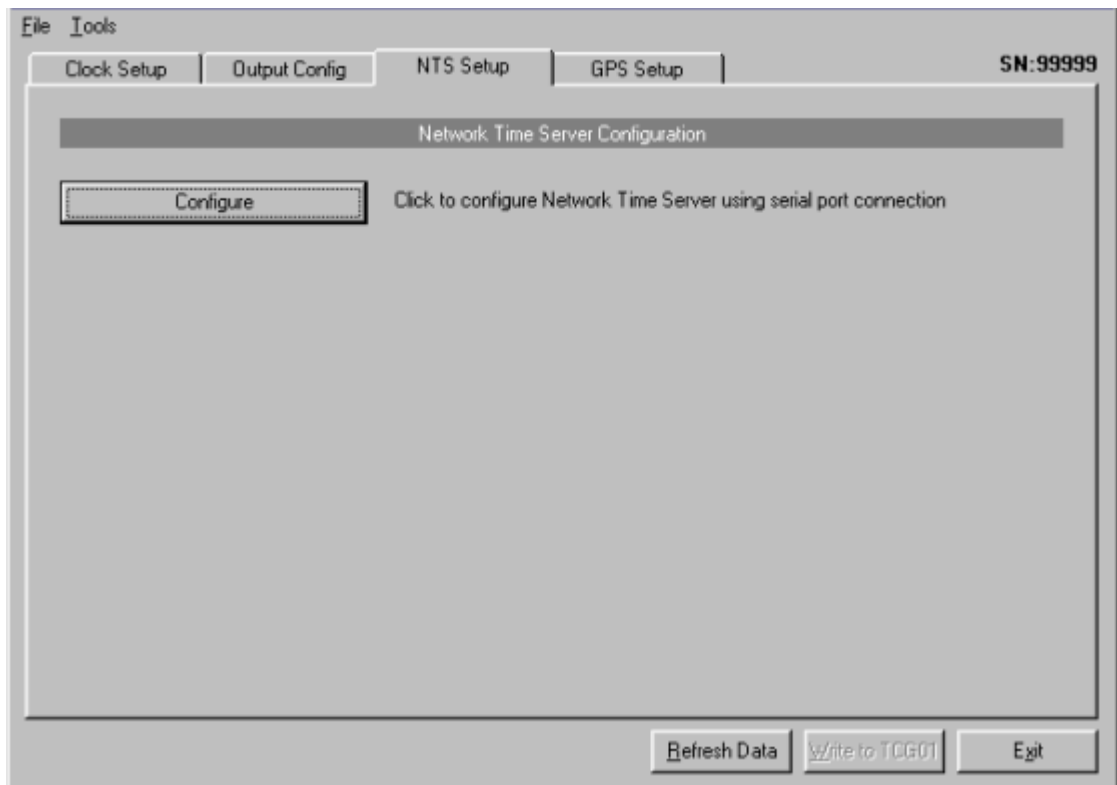 File Tools
Clock Setup Output Config NTS Setup GPS Setup SN:99999
Network Time Server Configuration
Configure Click to configure Network Time Server using serial port connection
Refresh Data Write to TCG01 Exit